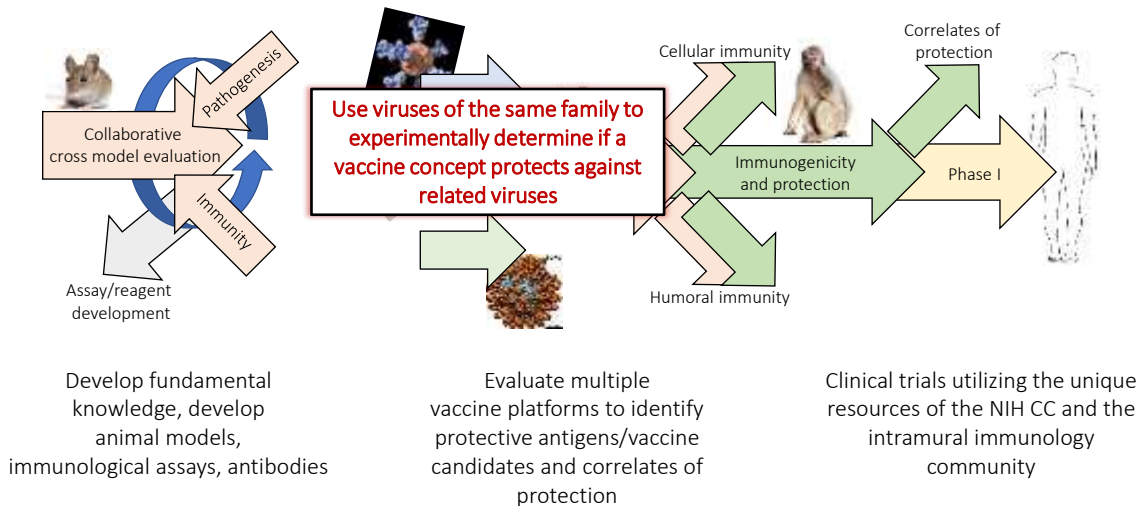 Pathogenesis
Collaborative
cross model evaluation
Immunity
Assay/reagent
development
Use viruses of the same family to
experimentally determine if a
vaccine concept protects against
related viruses
Cellular immunity
Immunogenicity
and protection
Humoral immunity
Correlates of
protection
Phase I
Develop fundamental
knowledge, develop
animal models,
immunological assays, antibodies
Evaluate multiple
vaccine platforms to identify
protective antigens/vaccine
candidates and correlates of
protection
Clinical trials utilizing the unique
resources of the NIH CC and the
intramural immunology
community